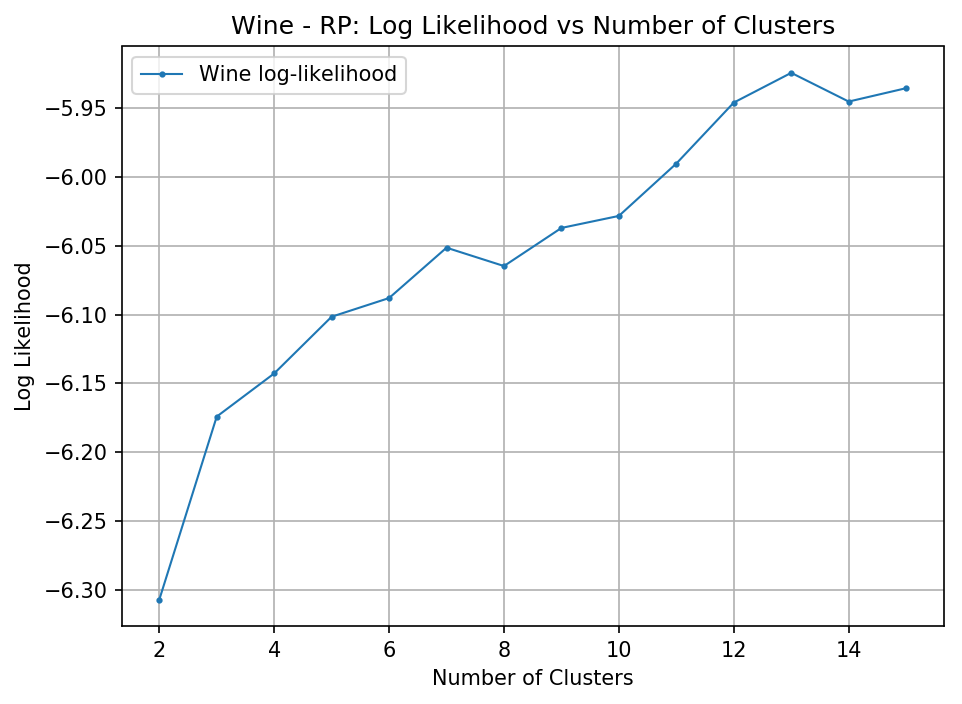 Wine - RP: Log Likelihood vs Number of Clusters
Wine log-likelihood
−5.95
−6.00
−6.05
−6.10
−6.15
−6.20
−6.25
−6.30
Log Likelihood
2 4 6 8 10 12 14
Number of Clusters